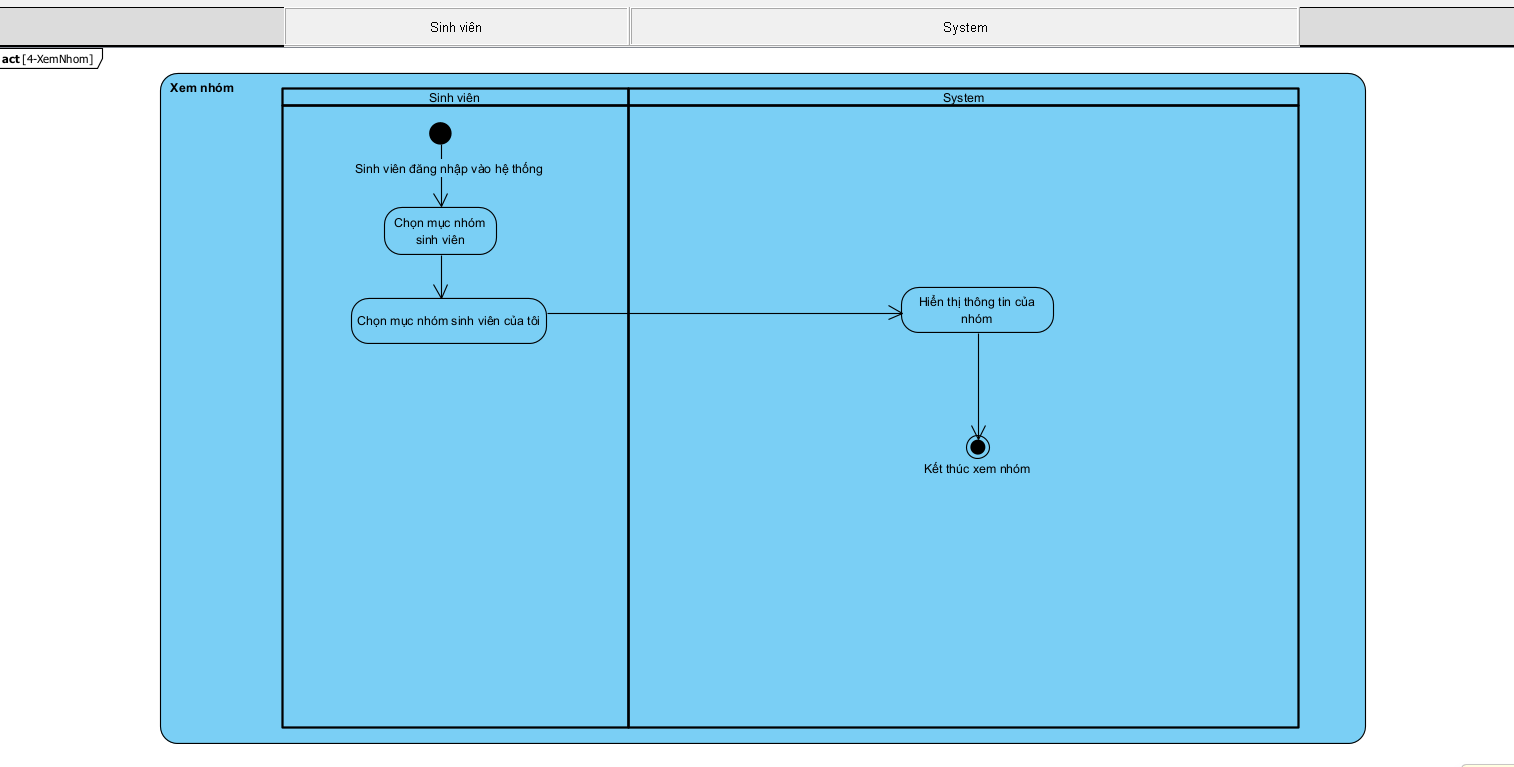 Sinh viên
System
act [4-XemNhom]
Xem nhóm
Sinh viên
System
Sinh viên đăng nhập vào hệ thống
Chọn mục nhóm
sinh viên
Chọn mục nhóm sinh viên của tôi
Hiển thị thông tin của
nhóm
Kết thúc xem nhóm